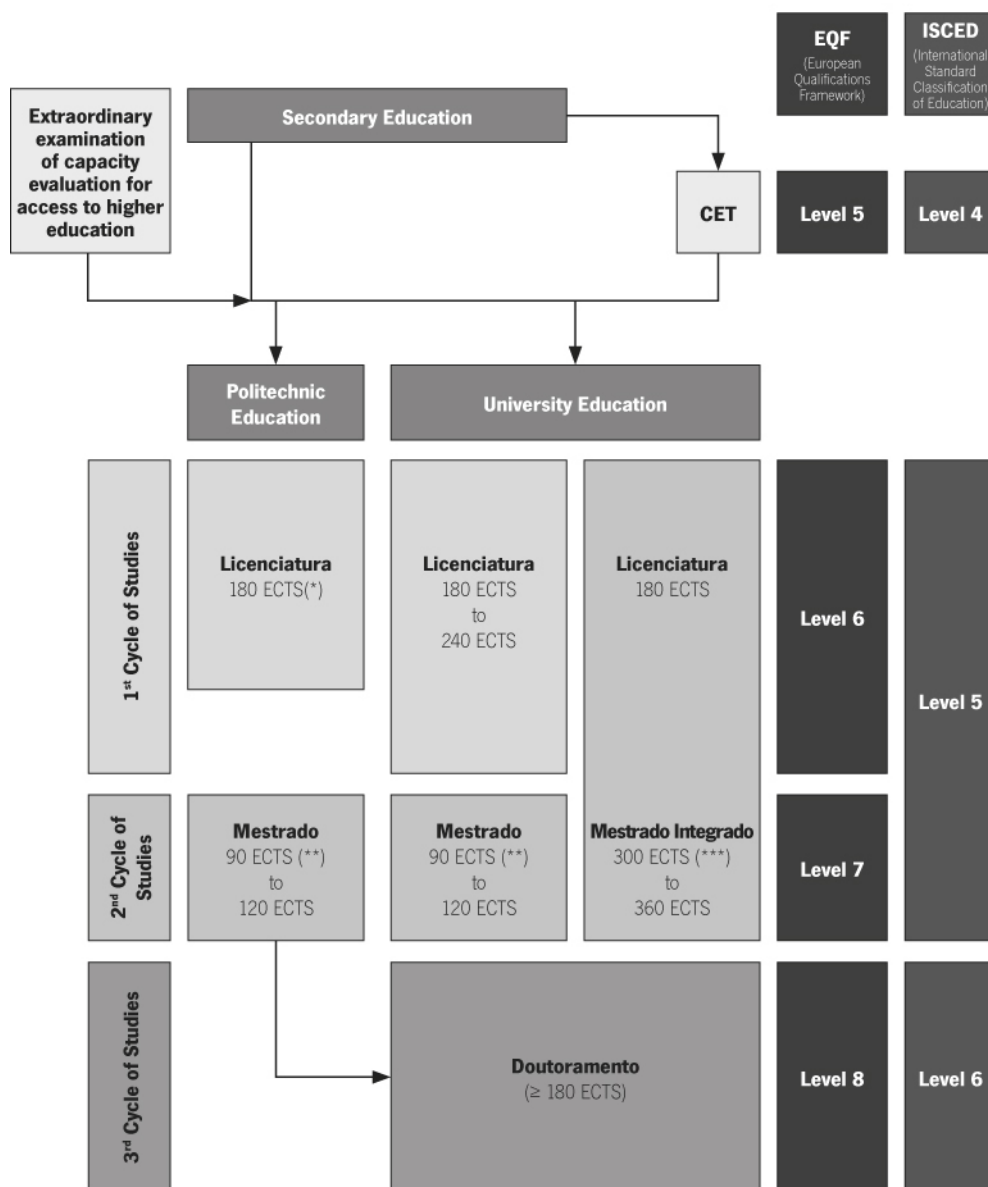 EQF
(European
Qualifications
Framework)
ISCED
(International
Standard
Classification
of Education)
Extraordinary
examination
of capacity
evaluation for
access to higher
education
Secondary Education
CET
Level 5
Level 4
Politechnic
Education
University Education
1st Cycle of Studies
Licenciatura
180 ECTS(*)
Licenciatura
180 ECTS
to
240 ECTS
Licenciatura
180 ECTS
Level 6
Level 5
2nd Cycle of
Studies
Mestrado
90 ECTS (**)
to
120 ECTS
Mestrado
90 ECTS (**)
to
120 ECTS
Mestrado Integrado
300 ECTS (***)
to
360 ECTS
Level 7
3rd Cycle of Studies
Doutoramento
(≥ 180 ECTS)
Level 8
Level 6